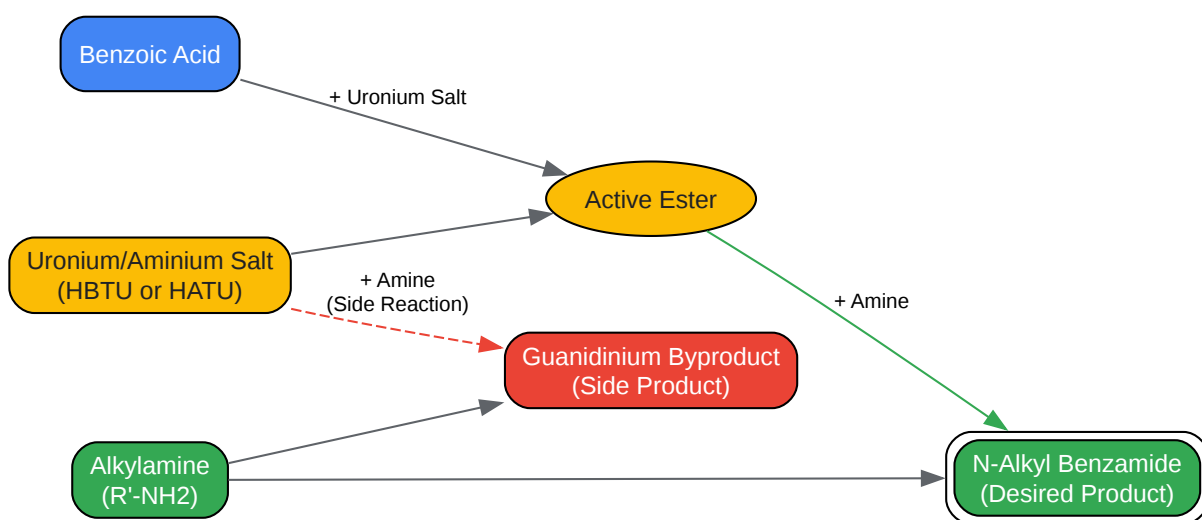 Benzoic Acid
+ Uronium Salt
Active Ester
Uronium/Aminium Salt
(HBTU or HATU)
+ Amine
(Side Reaction)
+ Amine
Guanidinium Byproduct
(Side Product)
Alkylamine
(R'-NH2)
N-Alkyl Benzamide
(Desired Product)